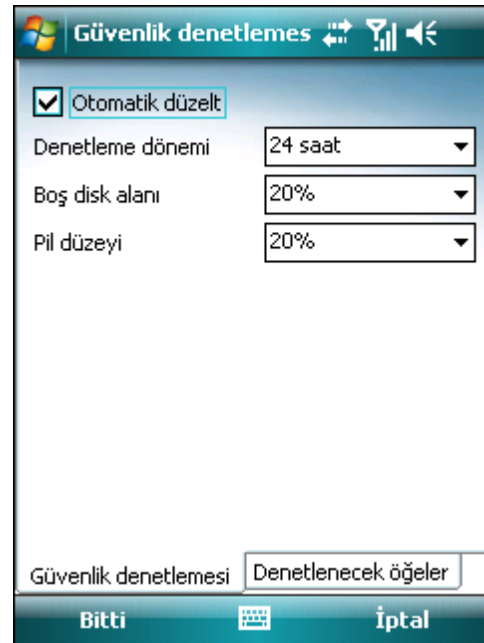 Güvenlik denetlemes
Otomatik düzelt
Denetleme dönemi 24 saat
Boş disk alanı 20%
Pil düzeyi 20%
Güvenlik denetlemesi Denetlenecek öğeler
Bitti İptal